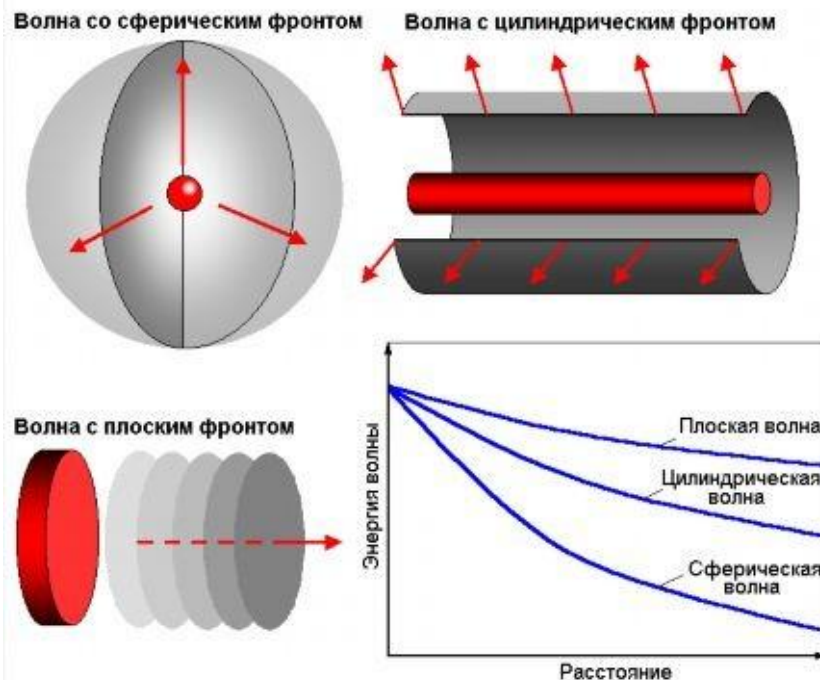 Волна со сферическим фронтом
Волна с цилиндрическим фронтом
Волна с плоским фронтом
Энергия волны
Плоская волна
Цилиндрическая
волна
Сферическая
волна
Расстояние